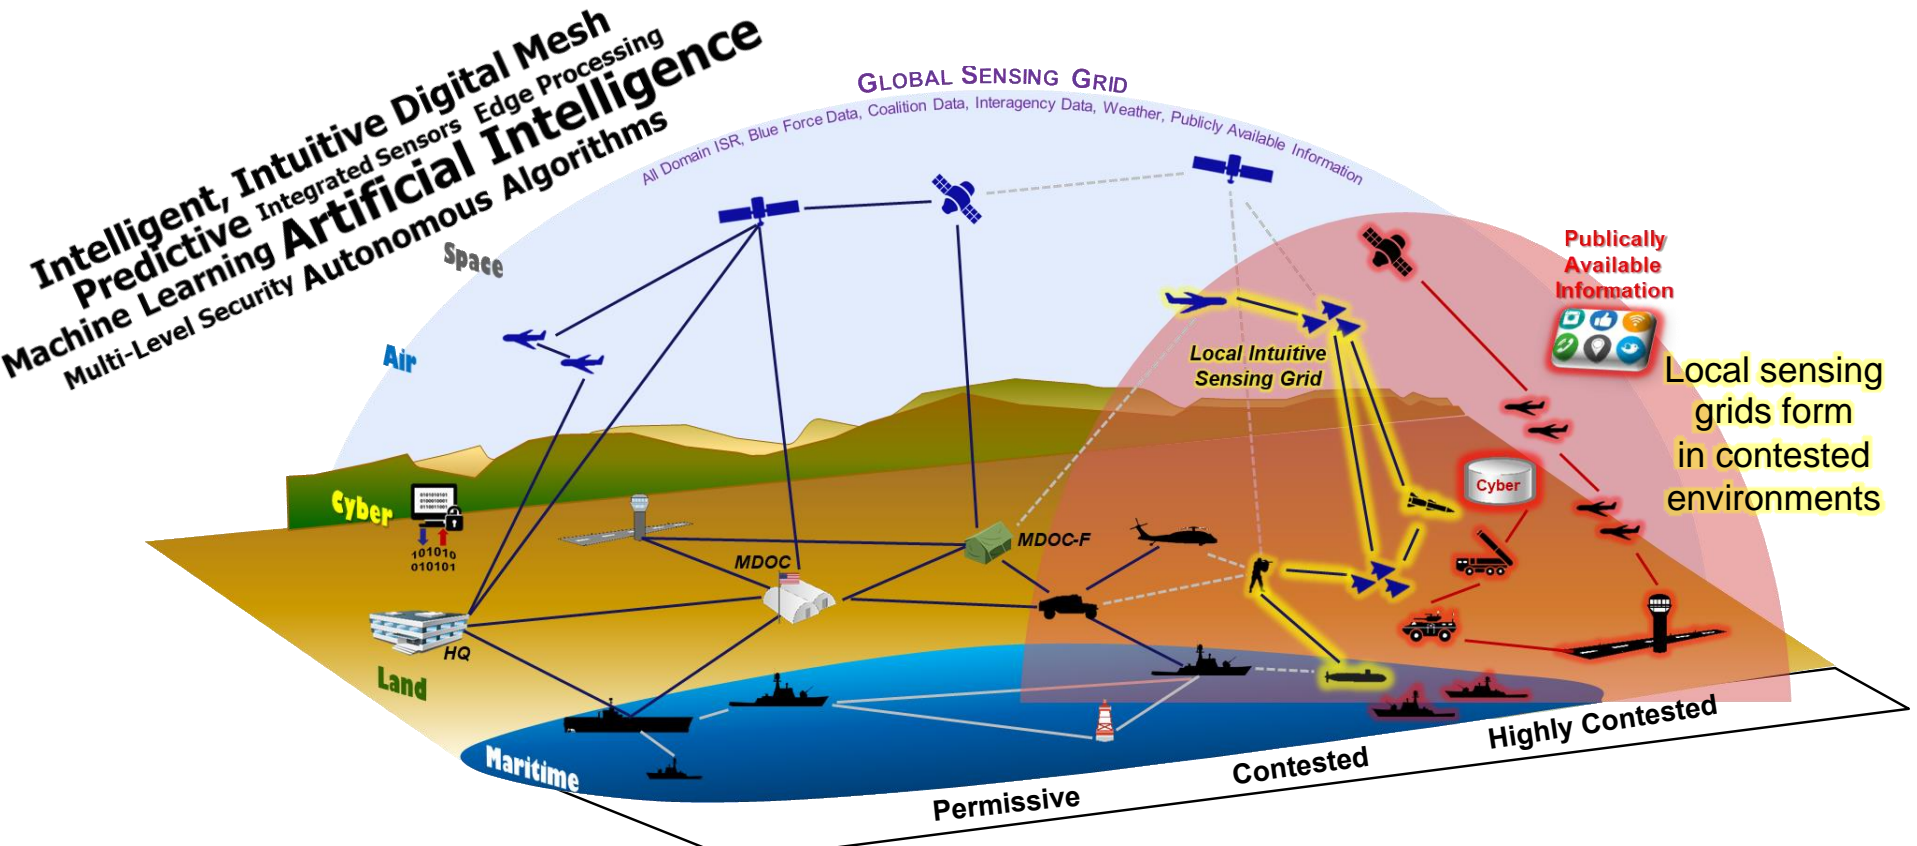 Intelligent, Intuitive Digital Mesh
Predictive Integrated Sensors Edge Processing
Machine Learning Artificial Intelligence
Multi-Level Security Autonomous Algorithms
GLOBAL SENSING GRID
All Domain ISR, Blue Force Data, Coalition Data, Interagency Data, Weather, Publicly Available Information
Space
Air
Cyber
Land
Maritime
0101010101
0100010001
0110011001
101010
010101
HQ
MDOC
MDOC-F
Local Intuitive
Sensing Grid
Publically
Available
Information
Cyber
Local sensing
grids form
in contested
environments
Permissive
Contested
Highly Contested